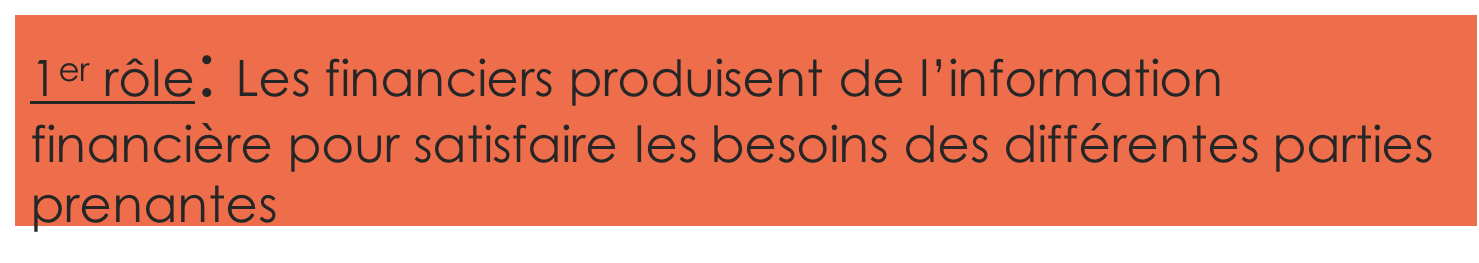 1er rôle: Les financiers produisent de l’information
financière pour satisfaire les besoins des différentes parties
prenantes